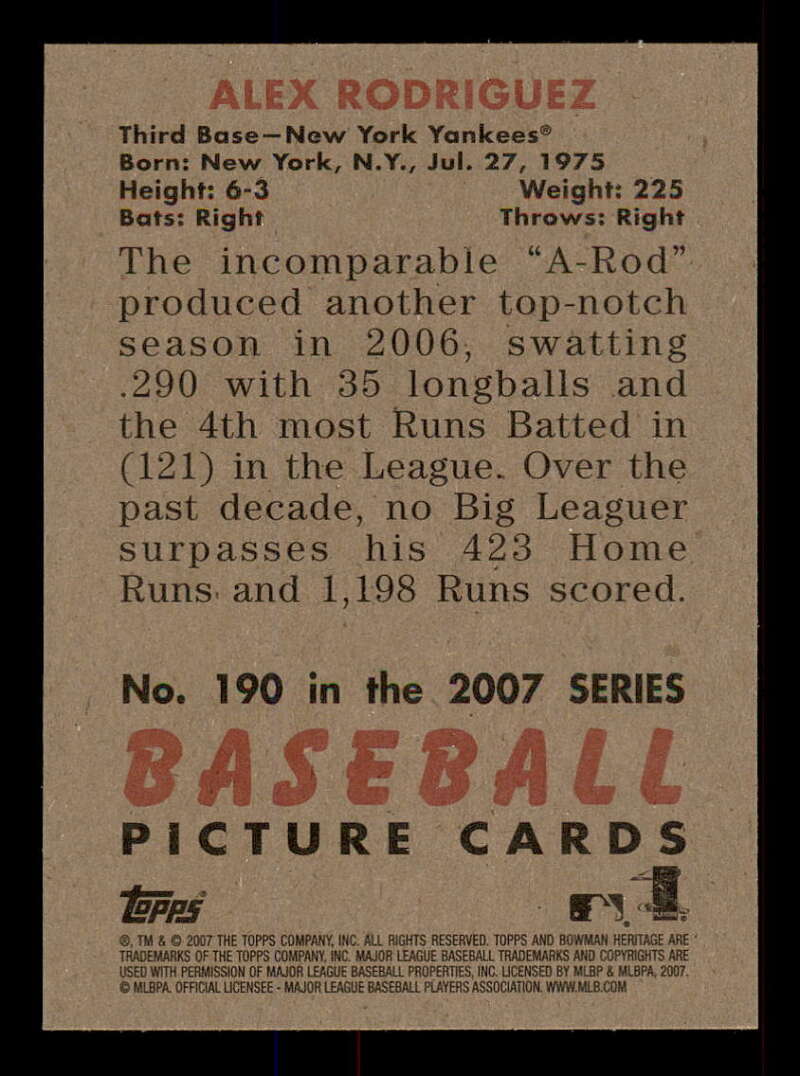 ALEX RODRIGUEZ
Third Base—New York Yankees®
Born: New York, N.Y., Jul. 27, 1975
Height: 6-3 Weight: 225
Bats: Right Throws: Right
The incomparable “A-Rod”
produced another top-notch
season in 2006, swatting
.290 with 35 longballs and
the 4th most Runs Batted in
(121) in the League. Over the
past decade, no Big Leaguer
surpasses his 423 Home
Runs and 1,198 Runs scored.
No. 190 in the 2007 SERIES
BASEBALL
PICTURE CARDS
Topps
®, TM & © 2007 THE TOPPS COMPANY, INC. ALL RIGHTS RESERVED. TOPPS AND BOWMAN HERITAGE ARE
TRADEMARKS OF THE TOPPS COMPANY, INC. MAJOR LEAGUE BASEBALL TRADEMARKS AND COPYRIGHTS ARE
USED WITH PERMISSION OF MAJOR LEAGUE BASEBALL PROPERTIES, INC. LICENSED BY MLBP & MLBPA, 2007.
© MLBPA. OFFICIAL LICENSEE - MAJOR LEAGUE BASEBALL PLAYERS ASSOCIATION. WWW.MLB.COM